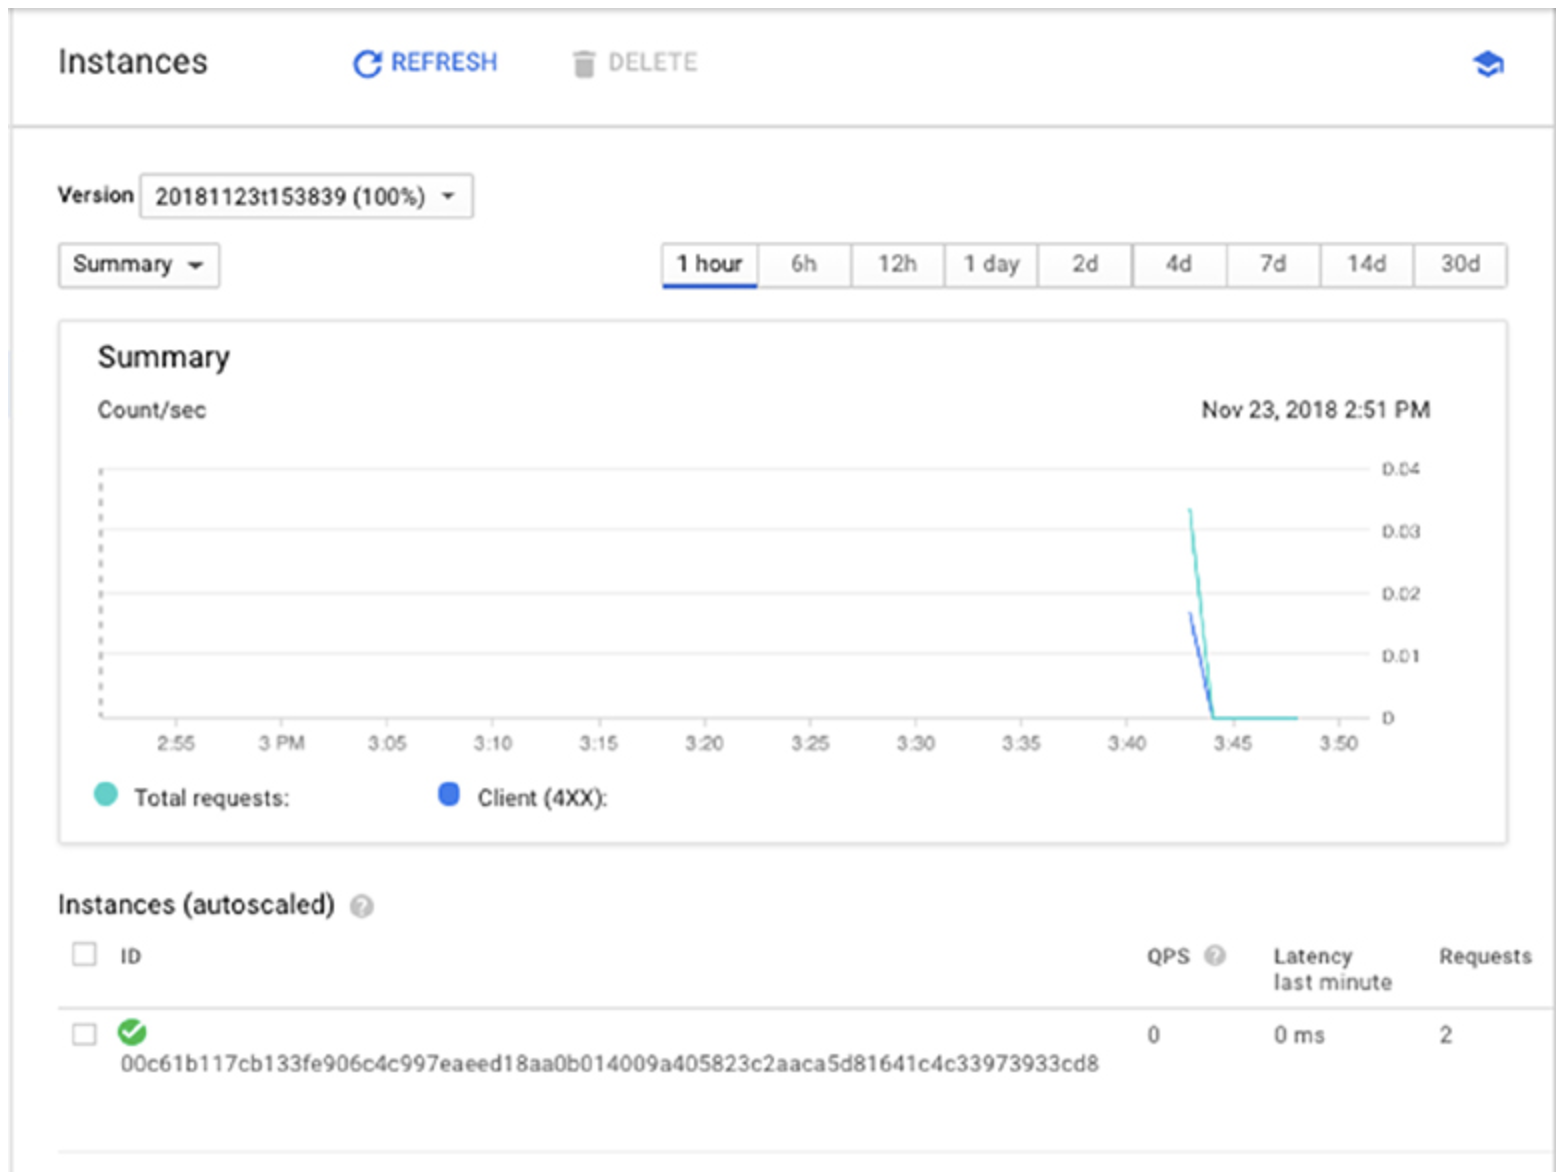 Instances REFRESH DELETE
Version 20181123t153839 (100%)
Summary 1 hour 6h 12h 1 day 2d 4d 7d 14d 30d
Summary
Count/sec Nov 23, 2018 2:51 PM
0.04
0.03
0.02
0.01
0
2:55 3 PM 3:05 3:10 3:15 3:20 3:25 3:30 3:35 3:40 3:45 3:50
Total requests: Client (4XX):
Instances (autoscaled) ?
ID QPS ? Latency Requests
last minute
0 0 ms 2
00c61b117cb133fe906c4c997eaeed18aa0b014009a405823c2aaca5d81641c4c33973933cd8